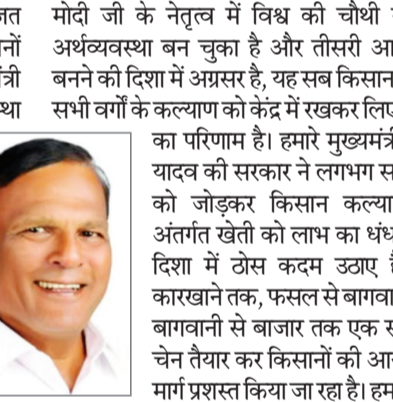 जत
नों
त्री
स्था
मोदी जी के नेतृत्व में विश्व की चौथी
अर्थव्यवस्था बन चुका है और तीसरी आ
बनने की दिशा में अग्रसर है, यह सब किसान
सभी वर्गों के कल्याण को केंद्र में रखकर लिए
का परिणाम है। हमारे मुख्यमंत्री
यादव की सरकार ने लगभग स
को जोड़कर किसान कल्या
अंतर्गत खेती को लाभ का धंध
दिशा में ठोस कदम उठाए है
कारखाने तक, फसल से बागवा
बागवानी से बाजार तक एक स
चेन तैयार कर किसानों की आ
मार्ग प्रशस्त किया जा रहा है। हम